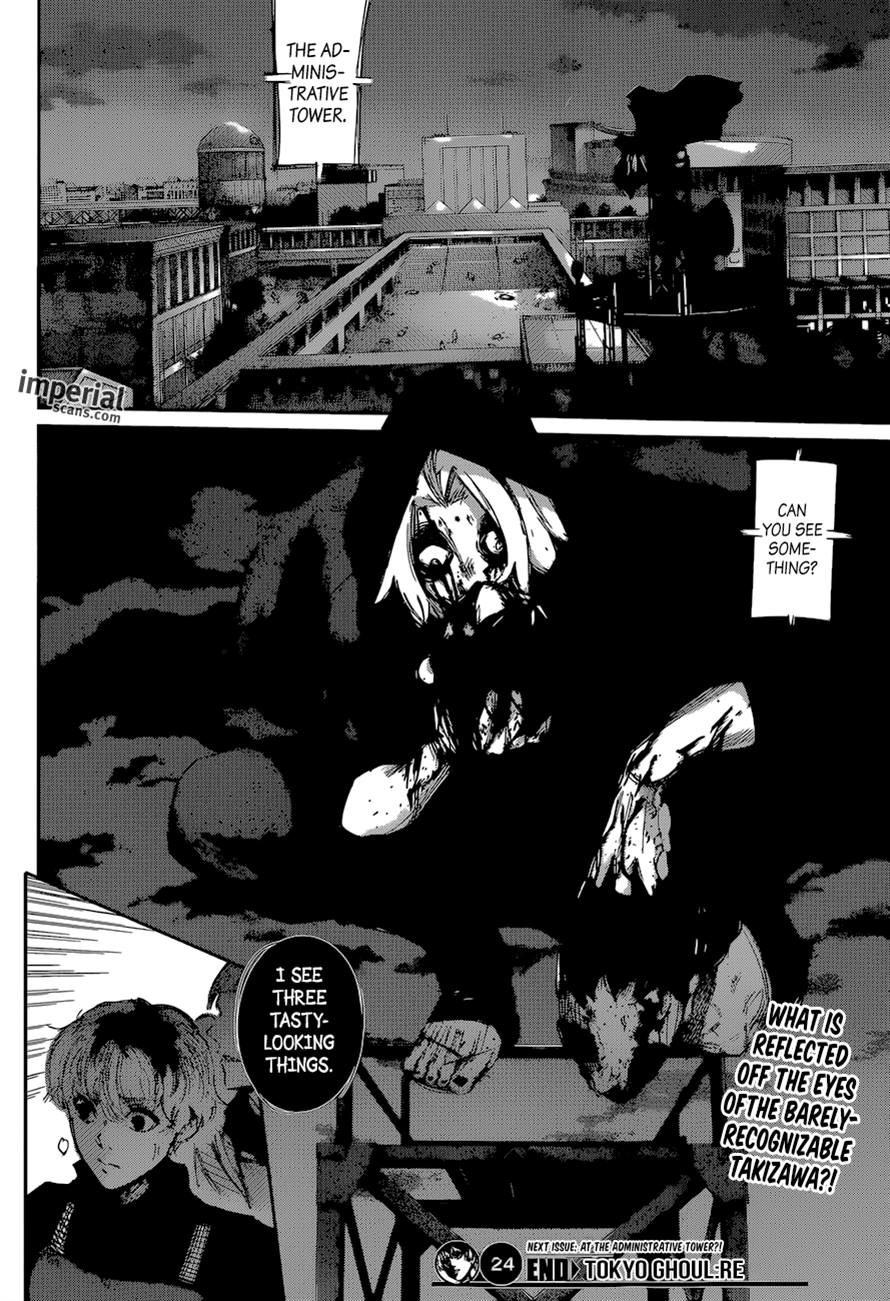 THE AD-
MINIS-
TRATIVE
TOWER.
imperial
scans.com
CAN
YOU SEE
SOME-
THING?
I SEE
THREE
TASTY-
LOOKING
THINGS.
WHAT IS
REFLECTED
OFF THE EYES
OFTHE BARELY-
RECOGNIZABLE
TAKIZAWA?!
NEXT ISSUE: AT THE ADMINISTRATIVE TOWER?!
24 END TOKYO GHOUL:RE